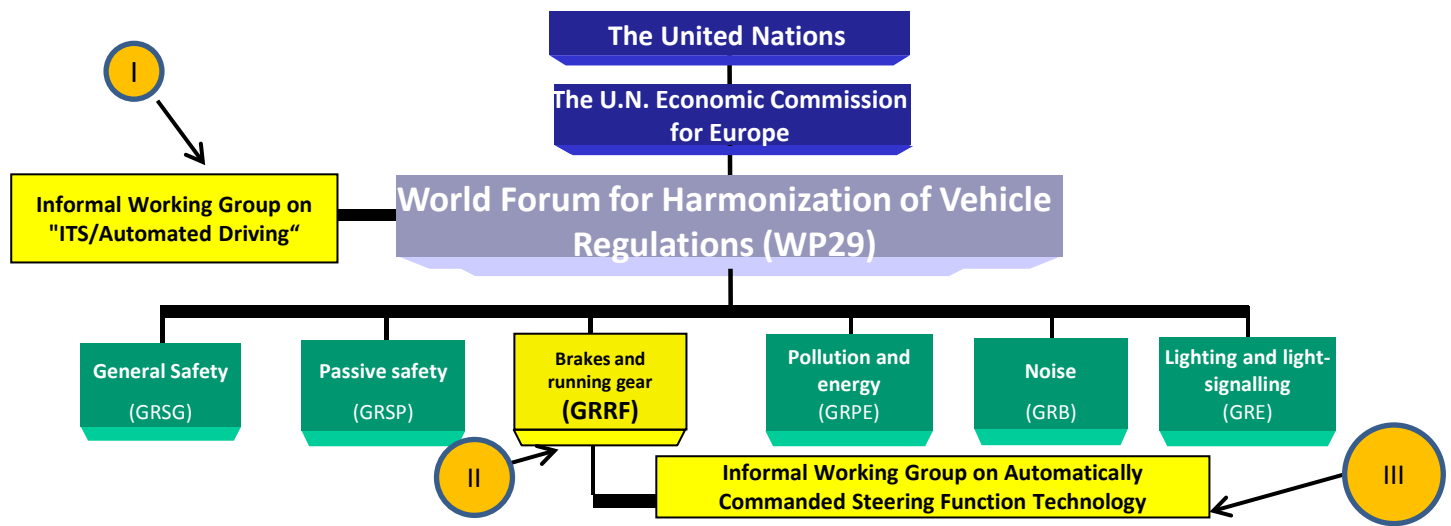 The United Nations
I
The U.N. Economic Commission
for Europe
Informal Working Group on
"ITS/Automated Driving“
World Forum for Harmonization of Vehicle
Regulations (WP29)
General Safety
(GRSG)
Passive safety
(GRSP)
Brakes and
running gear
(GRRF)
Pollution and
energy
(GRPE)
Noise
(GRB)
Lighting and light-
signalling
(GRE)
II
Informal Working Group on Automatically
Commanded Steering Function Technology
III